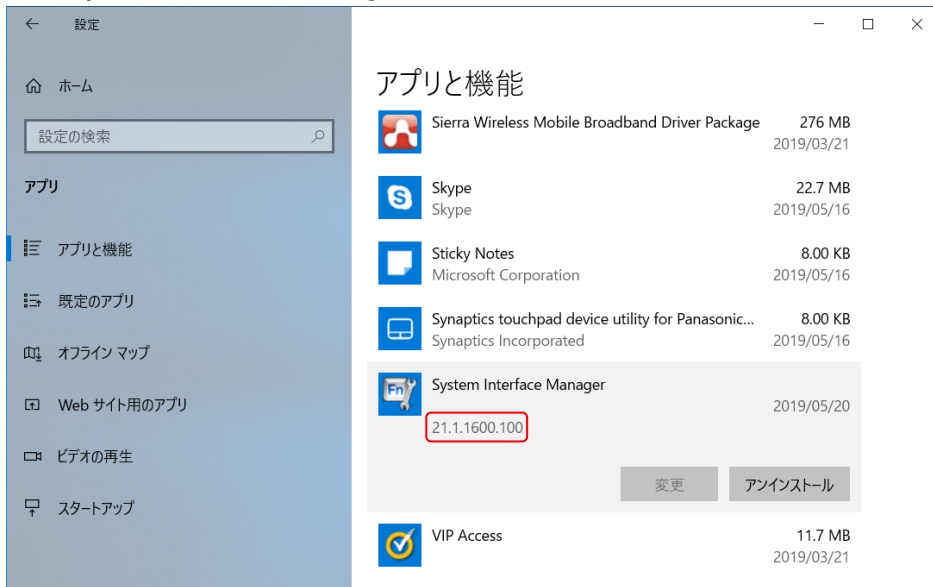 設定
ホーム
設定の検索
アプリ
アプリと機能
既定のアプリ
オフライン マップ
Web サイト用のアプリ
ビデオの再生
スタートアップ
アプリと機能
Sierra Wireless Mobile Broadband Driver Package 276 MB
2019/03/21
Skype 22.7 MB
Skype 2019/05/16
Sticky Notes 8.00 KB
Microsoft Corporation 2019/05/16
Synaptics touchpad device utility for Panasonic... 8.00 KB
Synaptics Incorporated 2019/05/16
Fn
System Interface Manager
2019/05/20
21.1.1600.100
変更 アンインストール
VIP Access 11.7 MB
2019/03/21